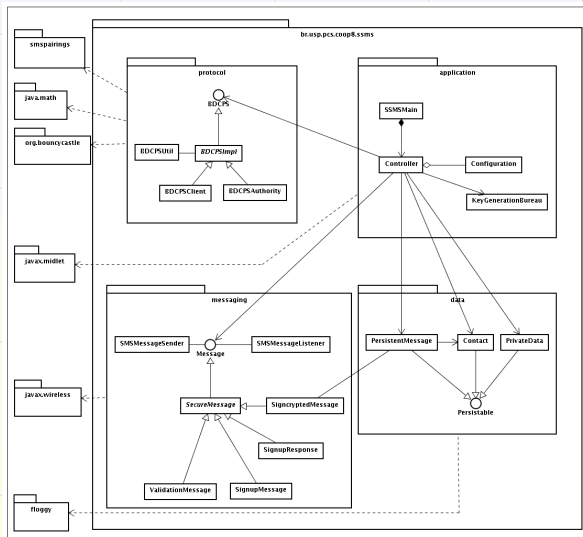 br.usp.pcs.coop8.ssms
smspairings
java.math
org.bouncycastle
javax.midlet
javax.wireless
floggy
protocol
BDCPS
BDCPSUtil
BDCPSImpl
BDCPSClient
BDCPSAuthority
application
SSMSMain
Controller
Configuration
KeyGenerationBureau
messaging
SMSMessageSender
Message
SMSMessageListener
SecureMessage
SigncryptedMessage
SignupResponse
ValidationMessage
SignupMessage
data
PersistentMessage
Contact
PrivateData
Persistable